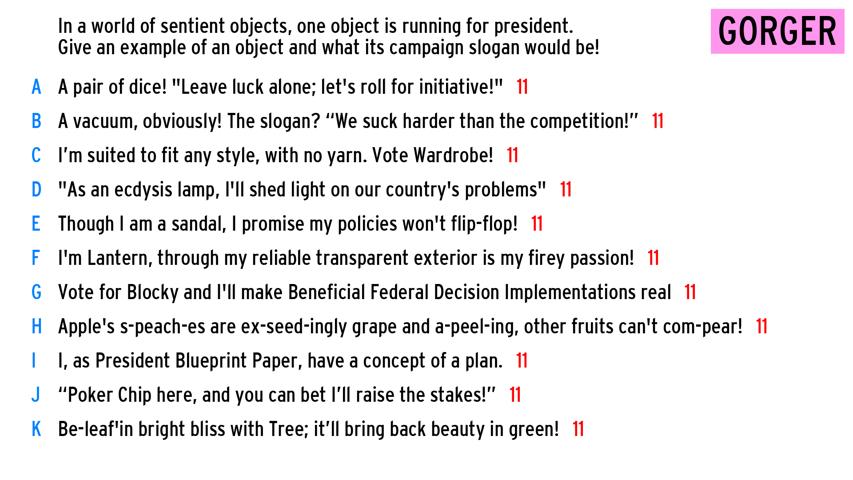 In a world of sentient objects, one object is running for president.
Give an example of an object and what its campaign slogan would be!
GORGER
A A pair of dice! "Leave luck alone; let's roll for initiative!" 11
B A vacuum, obviously! The slogan? “We suck harder than the competition!” 11
C I’m suited to fit any style, with no yarn. Vote Wardrobe! 11
D "As an ecdysis lamp, I'll shed light on our country's problems" 11
E Though I am a sandal, I promise my policies won't flip-flop! 11
F I'm Lantern, through my reliable transparent exterior is my firey passion! 11
G Vote for Blocky and I'll make Beneficial Federal Decision Implementations real 11
H Apple's s-peach-es are ex-seed-ingly grape and a-peel-ing, other fruits can't com-pear! 11
I I, as President Blueprint Paper, have a concept of a plan. 11
J “Poker Chip here, and you can bet I’ll raise the stakes!” 11
K Be-leaf'in bright bliss with Tree; it’ll bring back beauty in green! 11